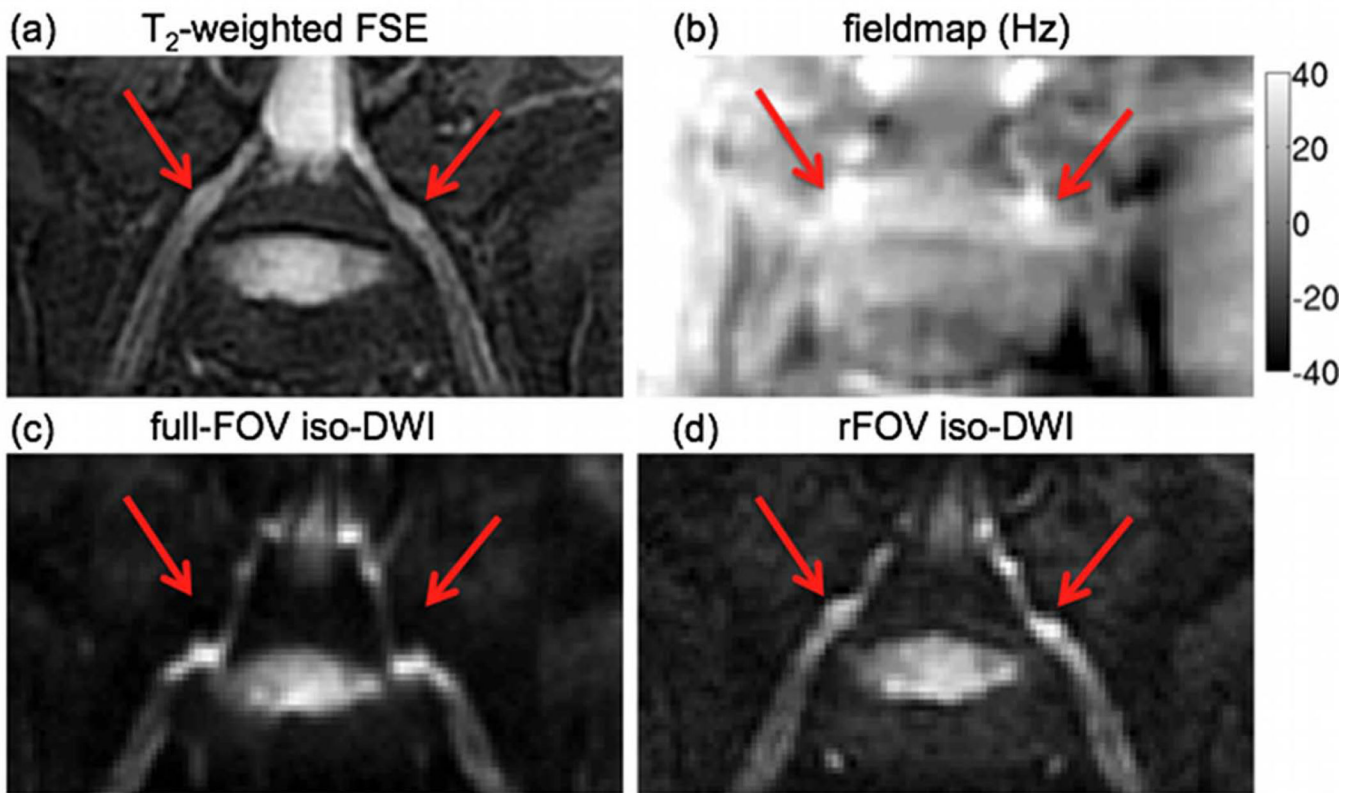 (a) T₂-weighted FSE
(b) fieldmap (Hz)
40
20
0
-20
-40
(c) full-FOV iso-DWI
(d) rFOV iso-DWI